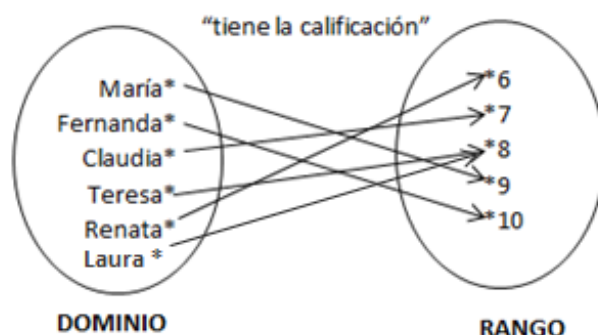 “tiene la calificación”
María*
Fernanda*
Claudia*
Teresa*
Renata*
Laura *
*6
*7
*8
*9
*10
DOMINIO
RANGO